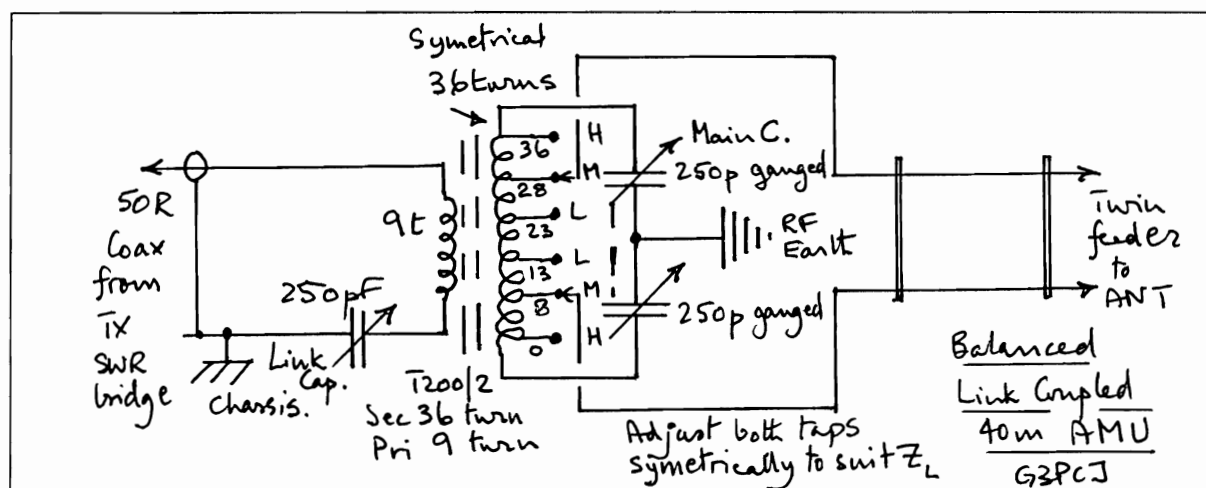 Symetrical
36 turns
50R
Coax
from
TX
SWR
bridge
Chassis.
250pF
Link
Cap.
9t
T200/2
Sec 36 turn
Pri 9 turn
36
28
23
13
8
0
H
M
L
L
M
H
Main C.
250p ganged
RF
Earth
250p ganged
Adjust both taps
symetrically to suit ZL
Twin
feeder
to
ANT
Balanced
Link Coupled
40m AMU
G3PCJ